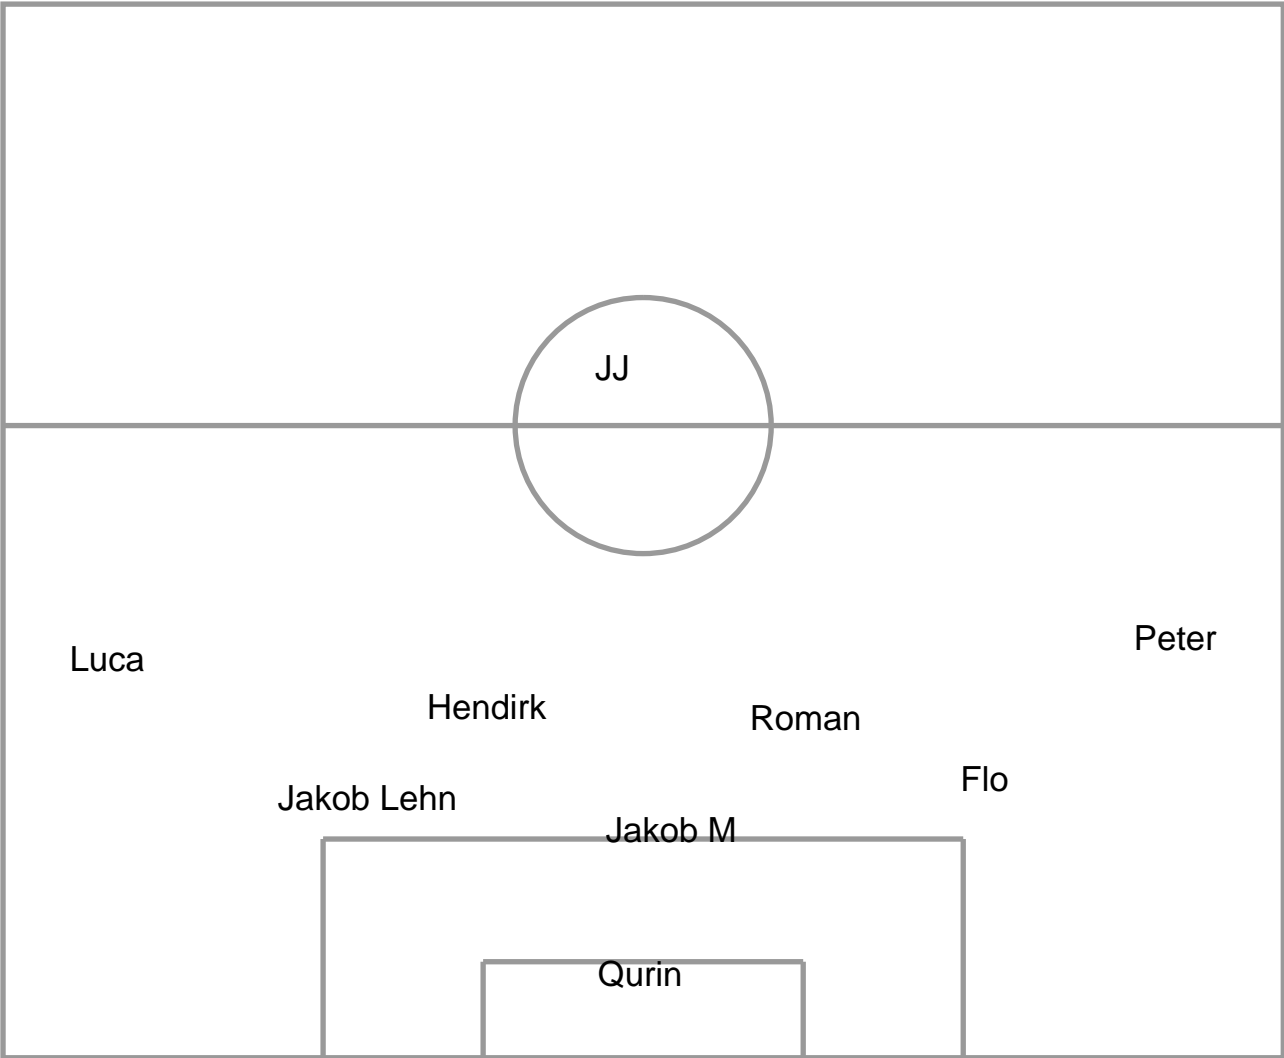 JJ
Peter
Luca
Hendirk
Roman
Flo
Jakob Lehn
Jakob M
Qurin